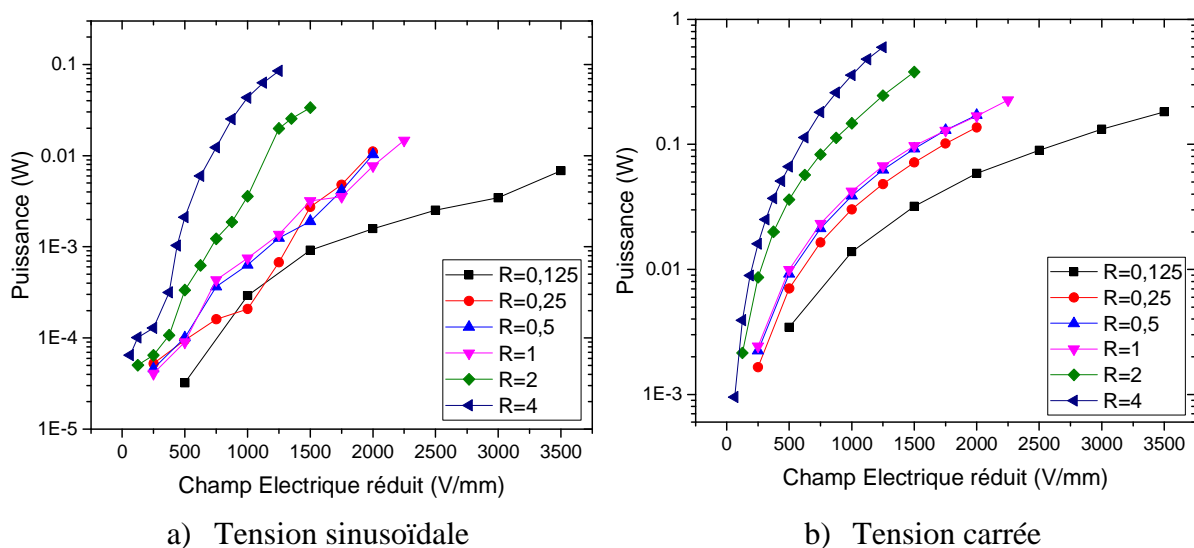 0.1
0.01
1E-3
1E-4
1E-5
Puissance (W)
0 500 1000 1500 2000 2500 3000 3500
Champ Electrique réduit (V/mm)
R=0,125
R=0,25
R=0,5
R=1
R=2
R=4
a) Tension sinusoïdale
1
0.1
0.01
1E-3
Puissance (W)
0 500 1000 1500 2000 2500 3000 3500
Champ Electrique réduit (V/mm)
R=0,125
R=0,25
R=0,5
R=1
R=2
R=4
b) Tension carrée